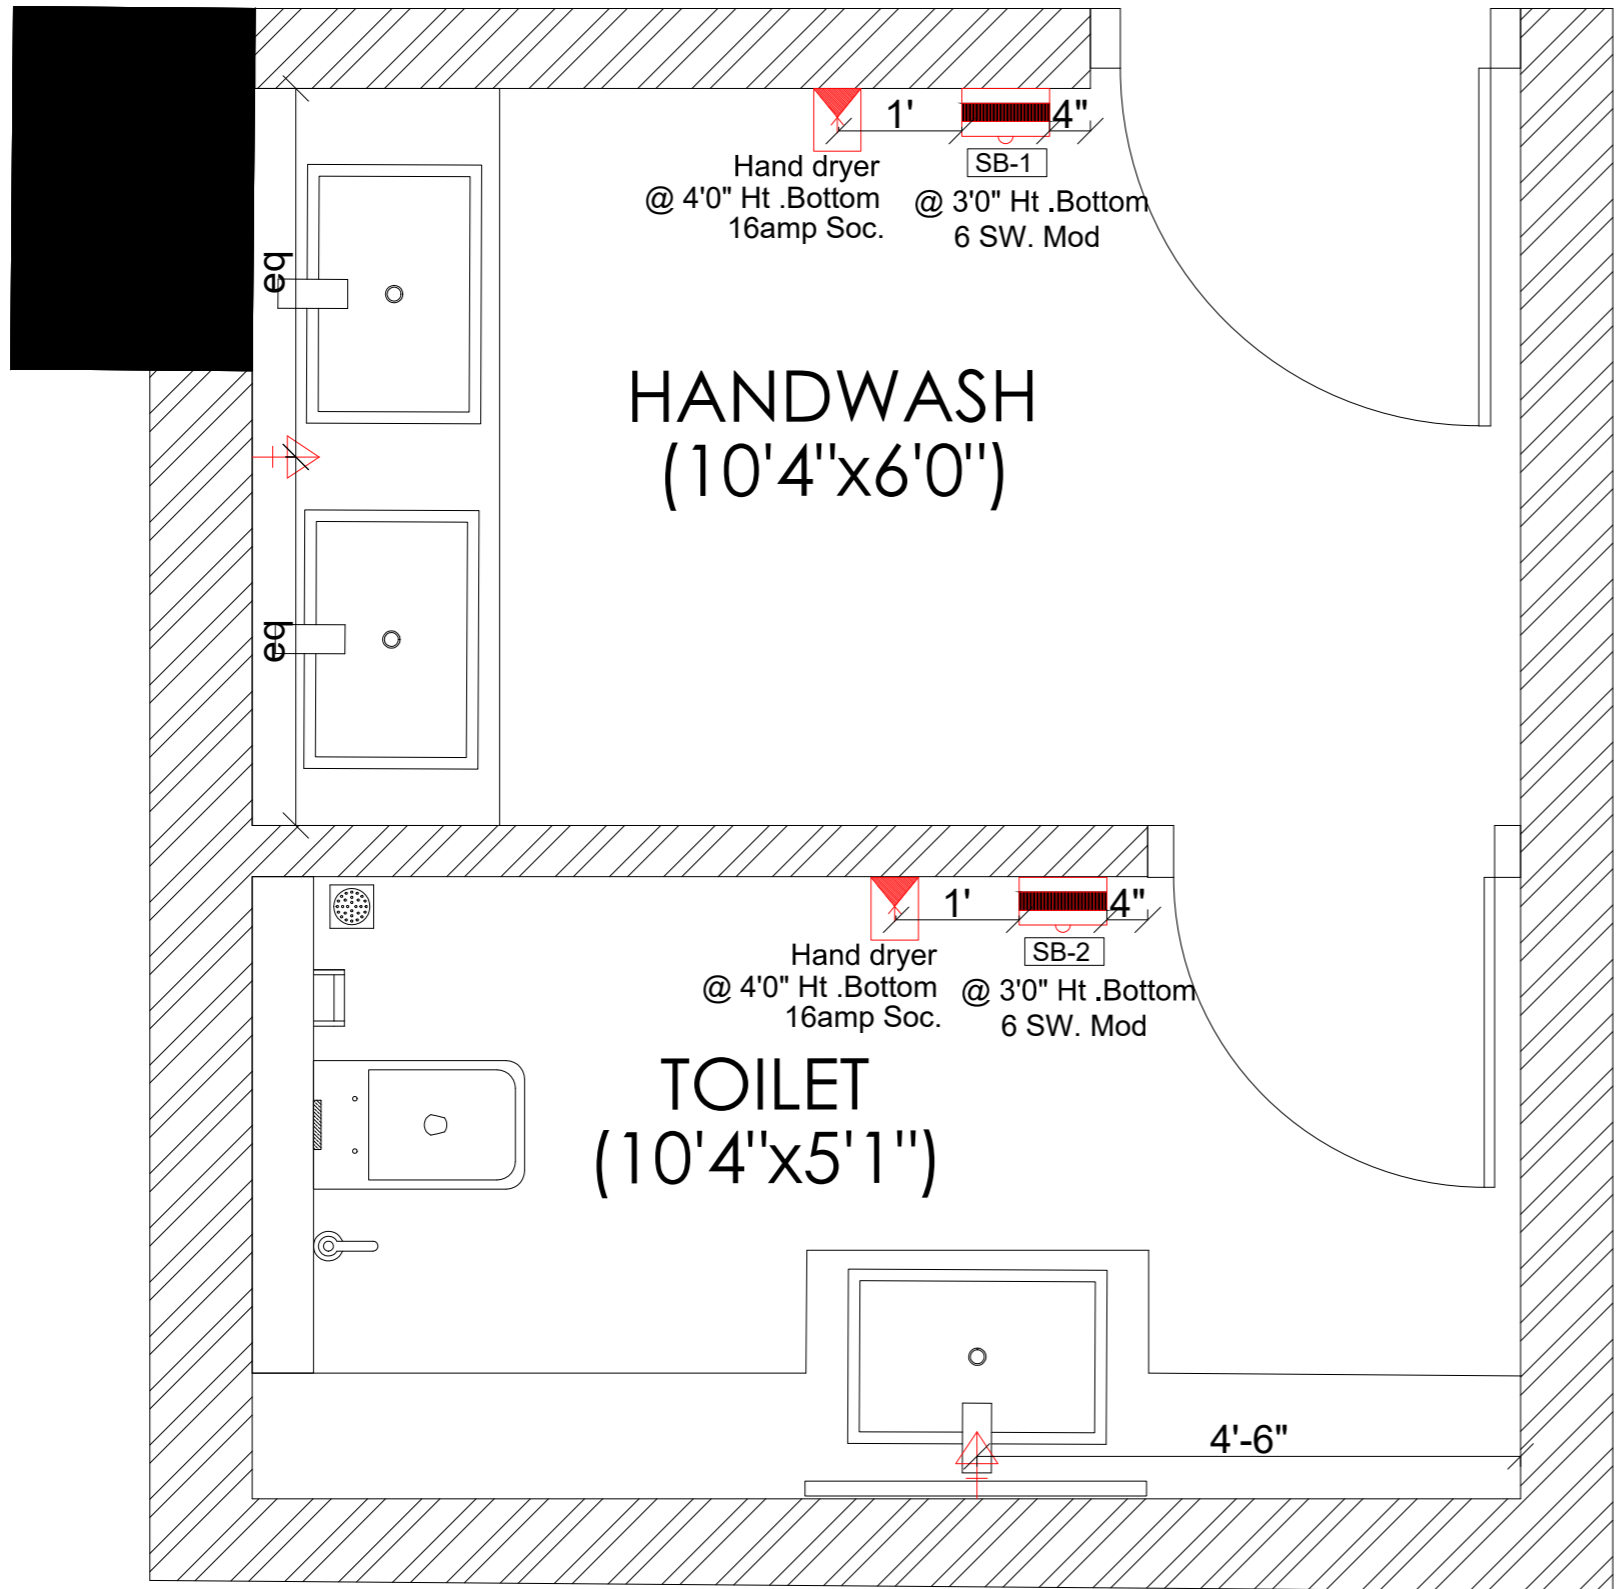 1'
4"
Hand dryer
@ 4'0" Ht .Bottom
16amp Soc.
SB-1
@ 3'0" Ht .Bottom
6 SW. Mod
eq
HANDWASH
(10'4"x6'0")
eq
1'
4"
Hand dryer
@ 4'0" Ht .Bottom
16amp Soc.
SB-2
@ 3'0" Ht .Bottom
6 SW. Mod
TOILET
(10'4"x5'1")
4'-6"